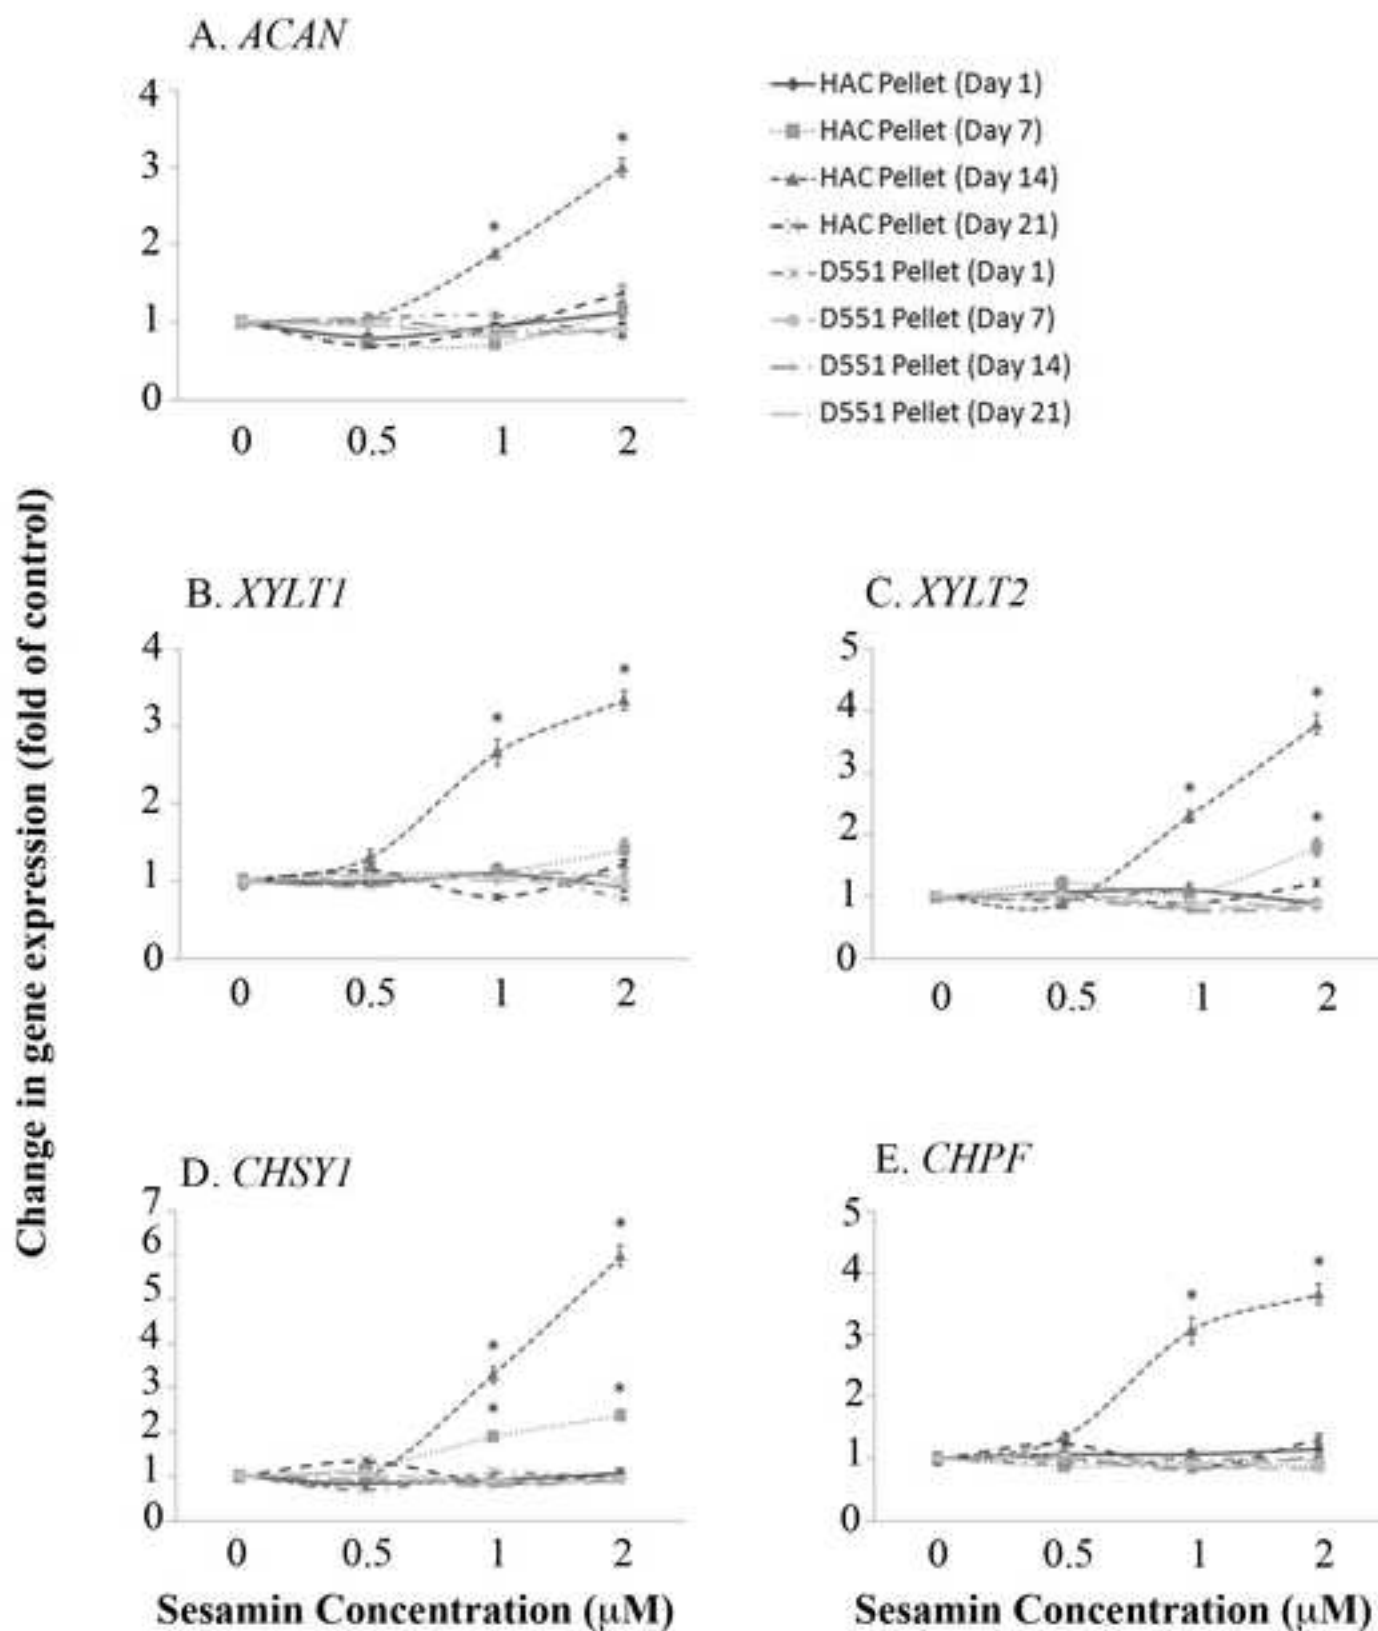 A. ACAN
4
3
2
1
0
0 0.5 1 2
HAC Pellet (Day 1)
HAC Pellet (Day 7)
HAC Pellet (Day 14)
HAC Pellet (Day 21)
D551 Pellet (Day 1)
D551 Pellet (Day 7)
D551 Pellet (Day 14)
D551 Pellet (Day 21)
Change in gene expression (fold of control)
B. XYLT1
4
3
2
1
0
0 0.5 1 2
C. XYLT2
5
4
3
2
1
0
0 0.5 1 2
D. CHSY1
7
6
5
4
3
2
1
0
0 0.5 1 2
Sesamin Concentration (μM)
E. CHPF
5
4
3
2
1
0
0 0.5 1 2
Sesamin Concentration (μM)